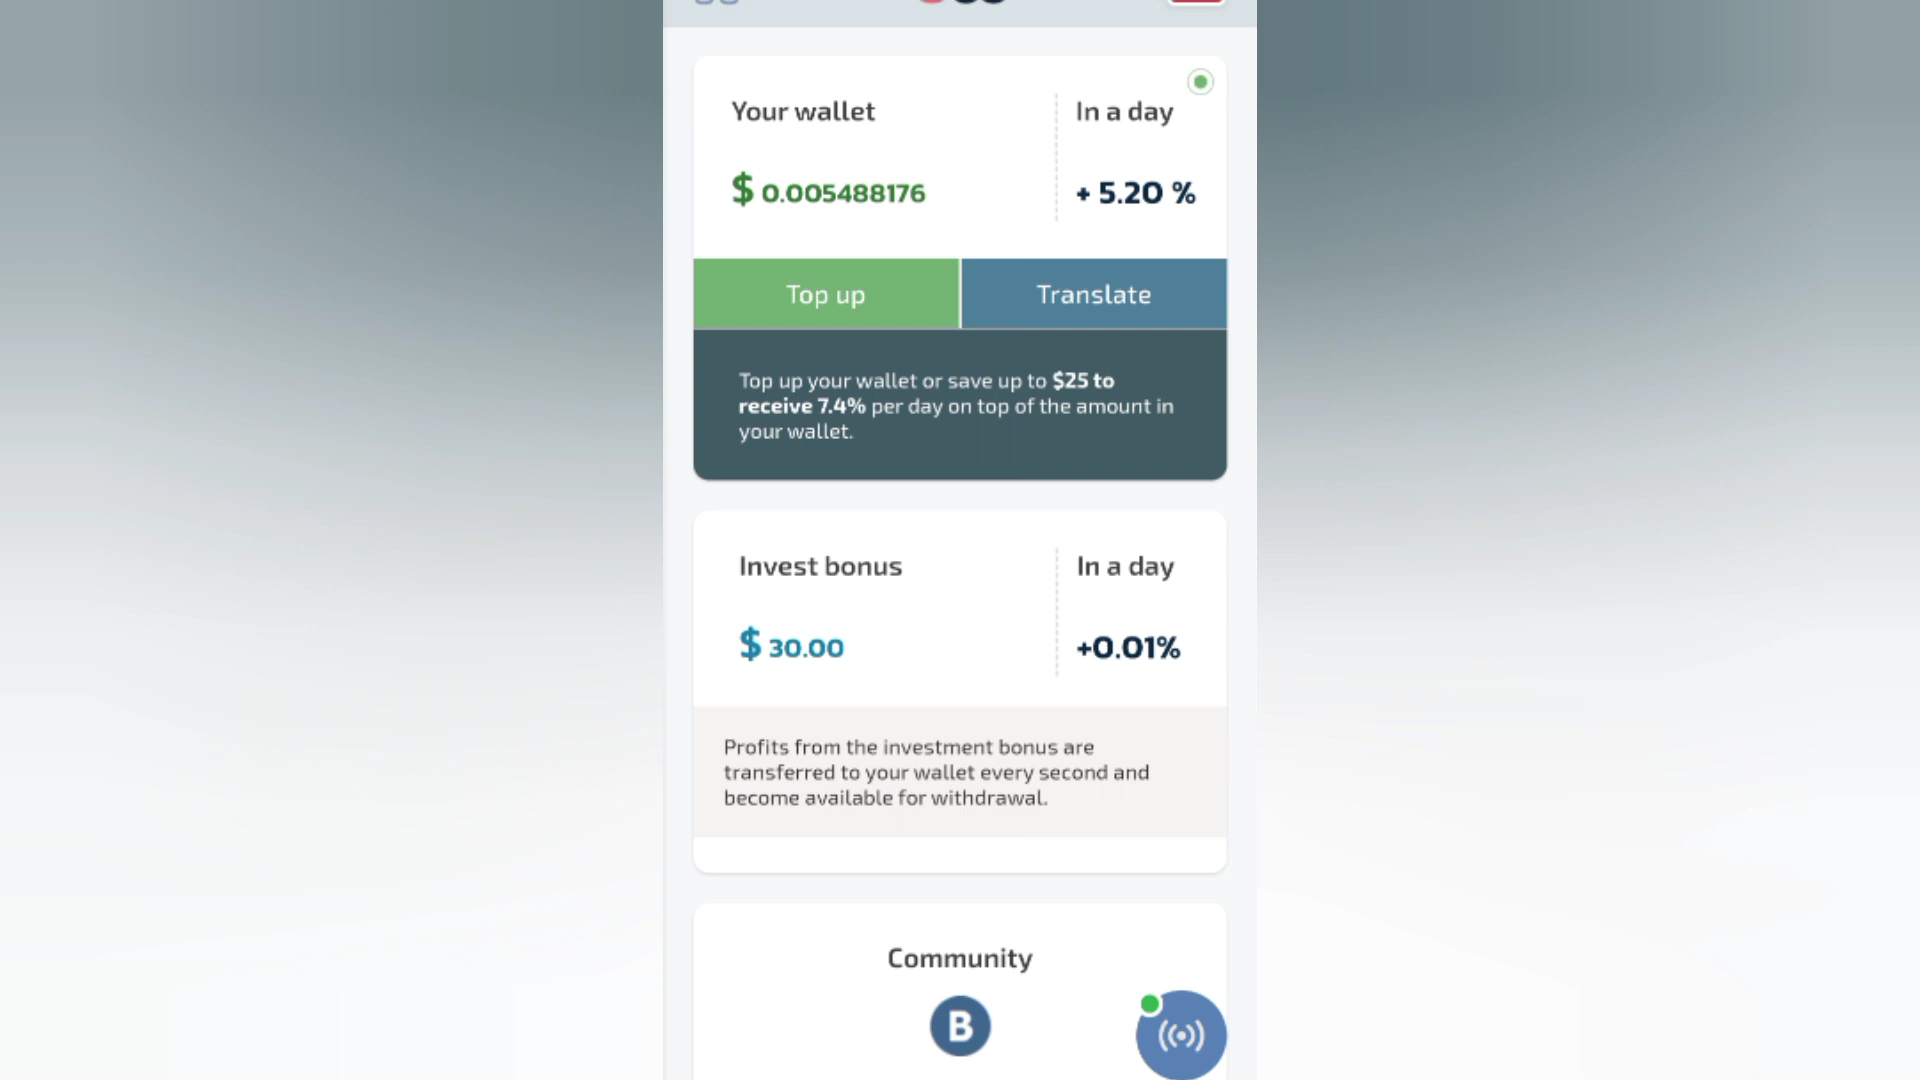 Your wallet
In a day
$ 0.005488176
+ 5.20 %
Top up
Translate
Top up your wallet or save up to $25 to
receive 7.4% per day on top of the amount in
your wallet.
Invest bonus
In a day
$ 30.00
+0.01%
Profits from the investment bonus are
transferred to your wallet every second and
become available for withdrawal.
Community
B